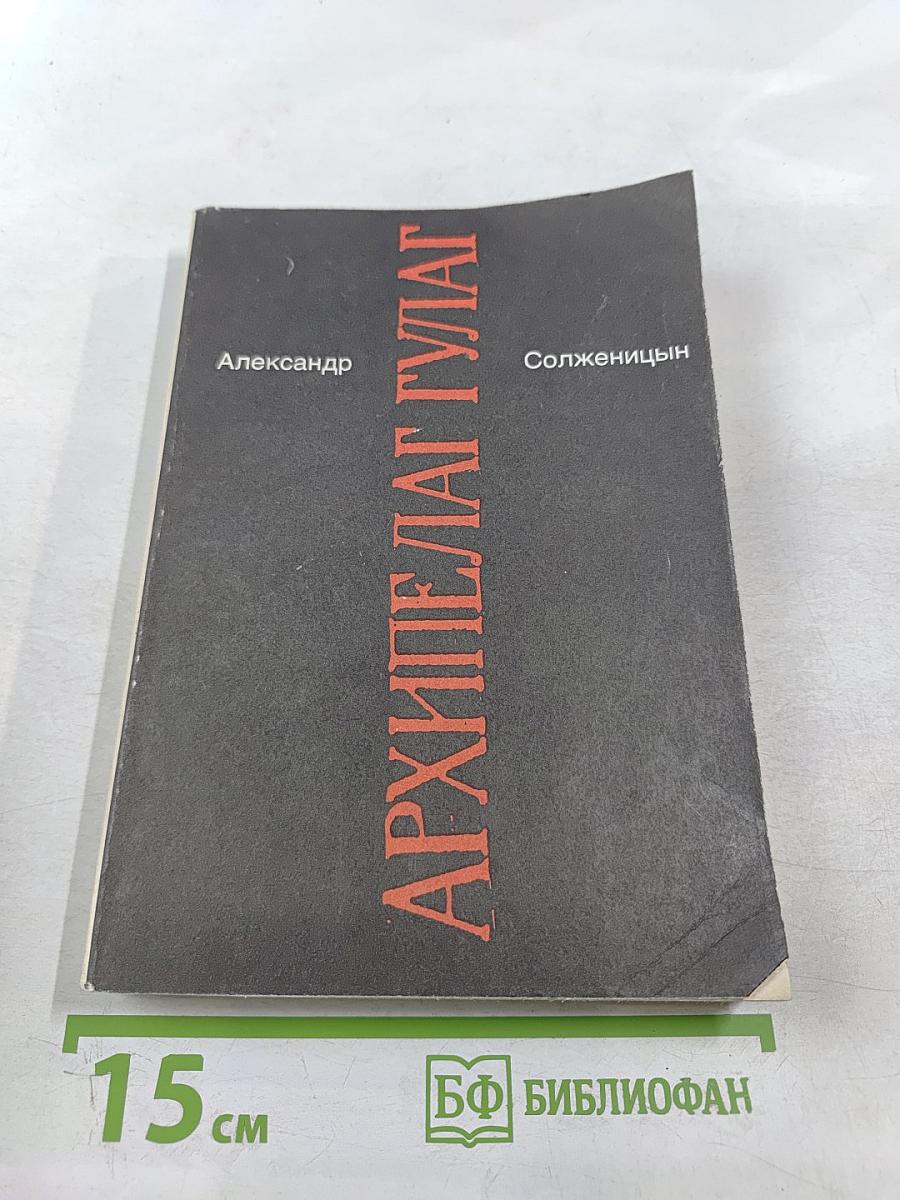 Александр
Солженицын
АРХИПЕЛАГ ГУЛАГ
15 см
БФ БИБЛИОФАН